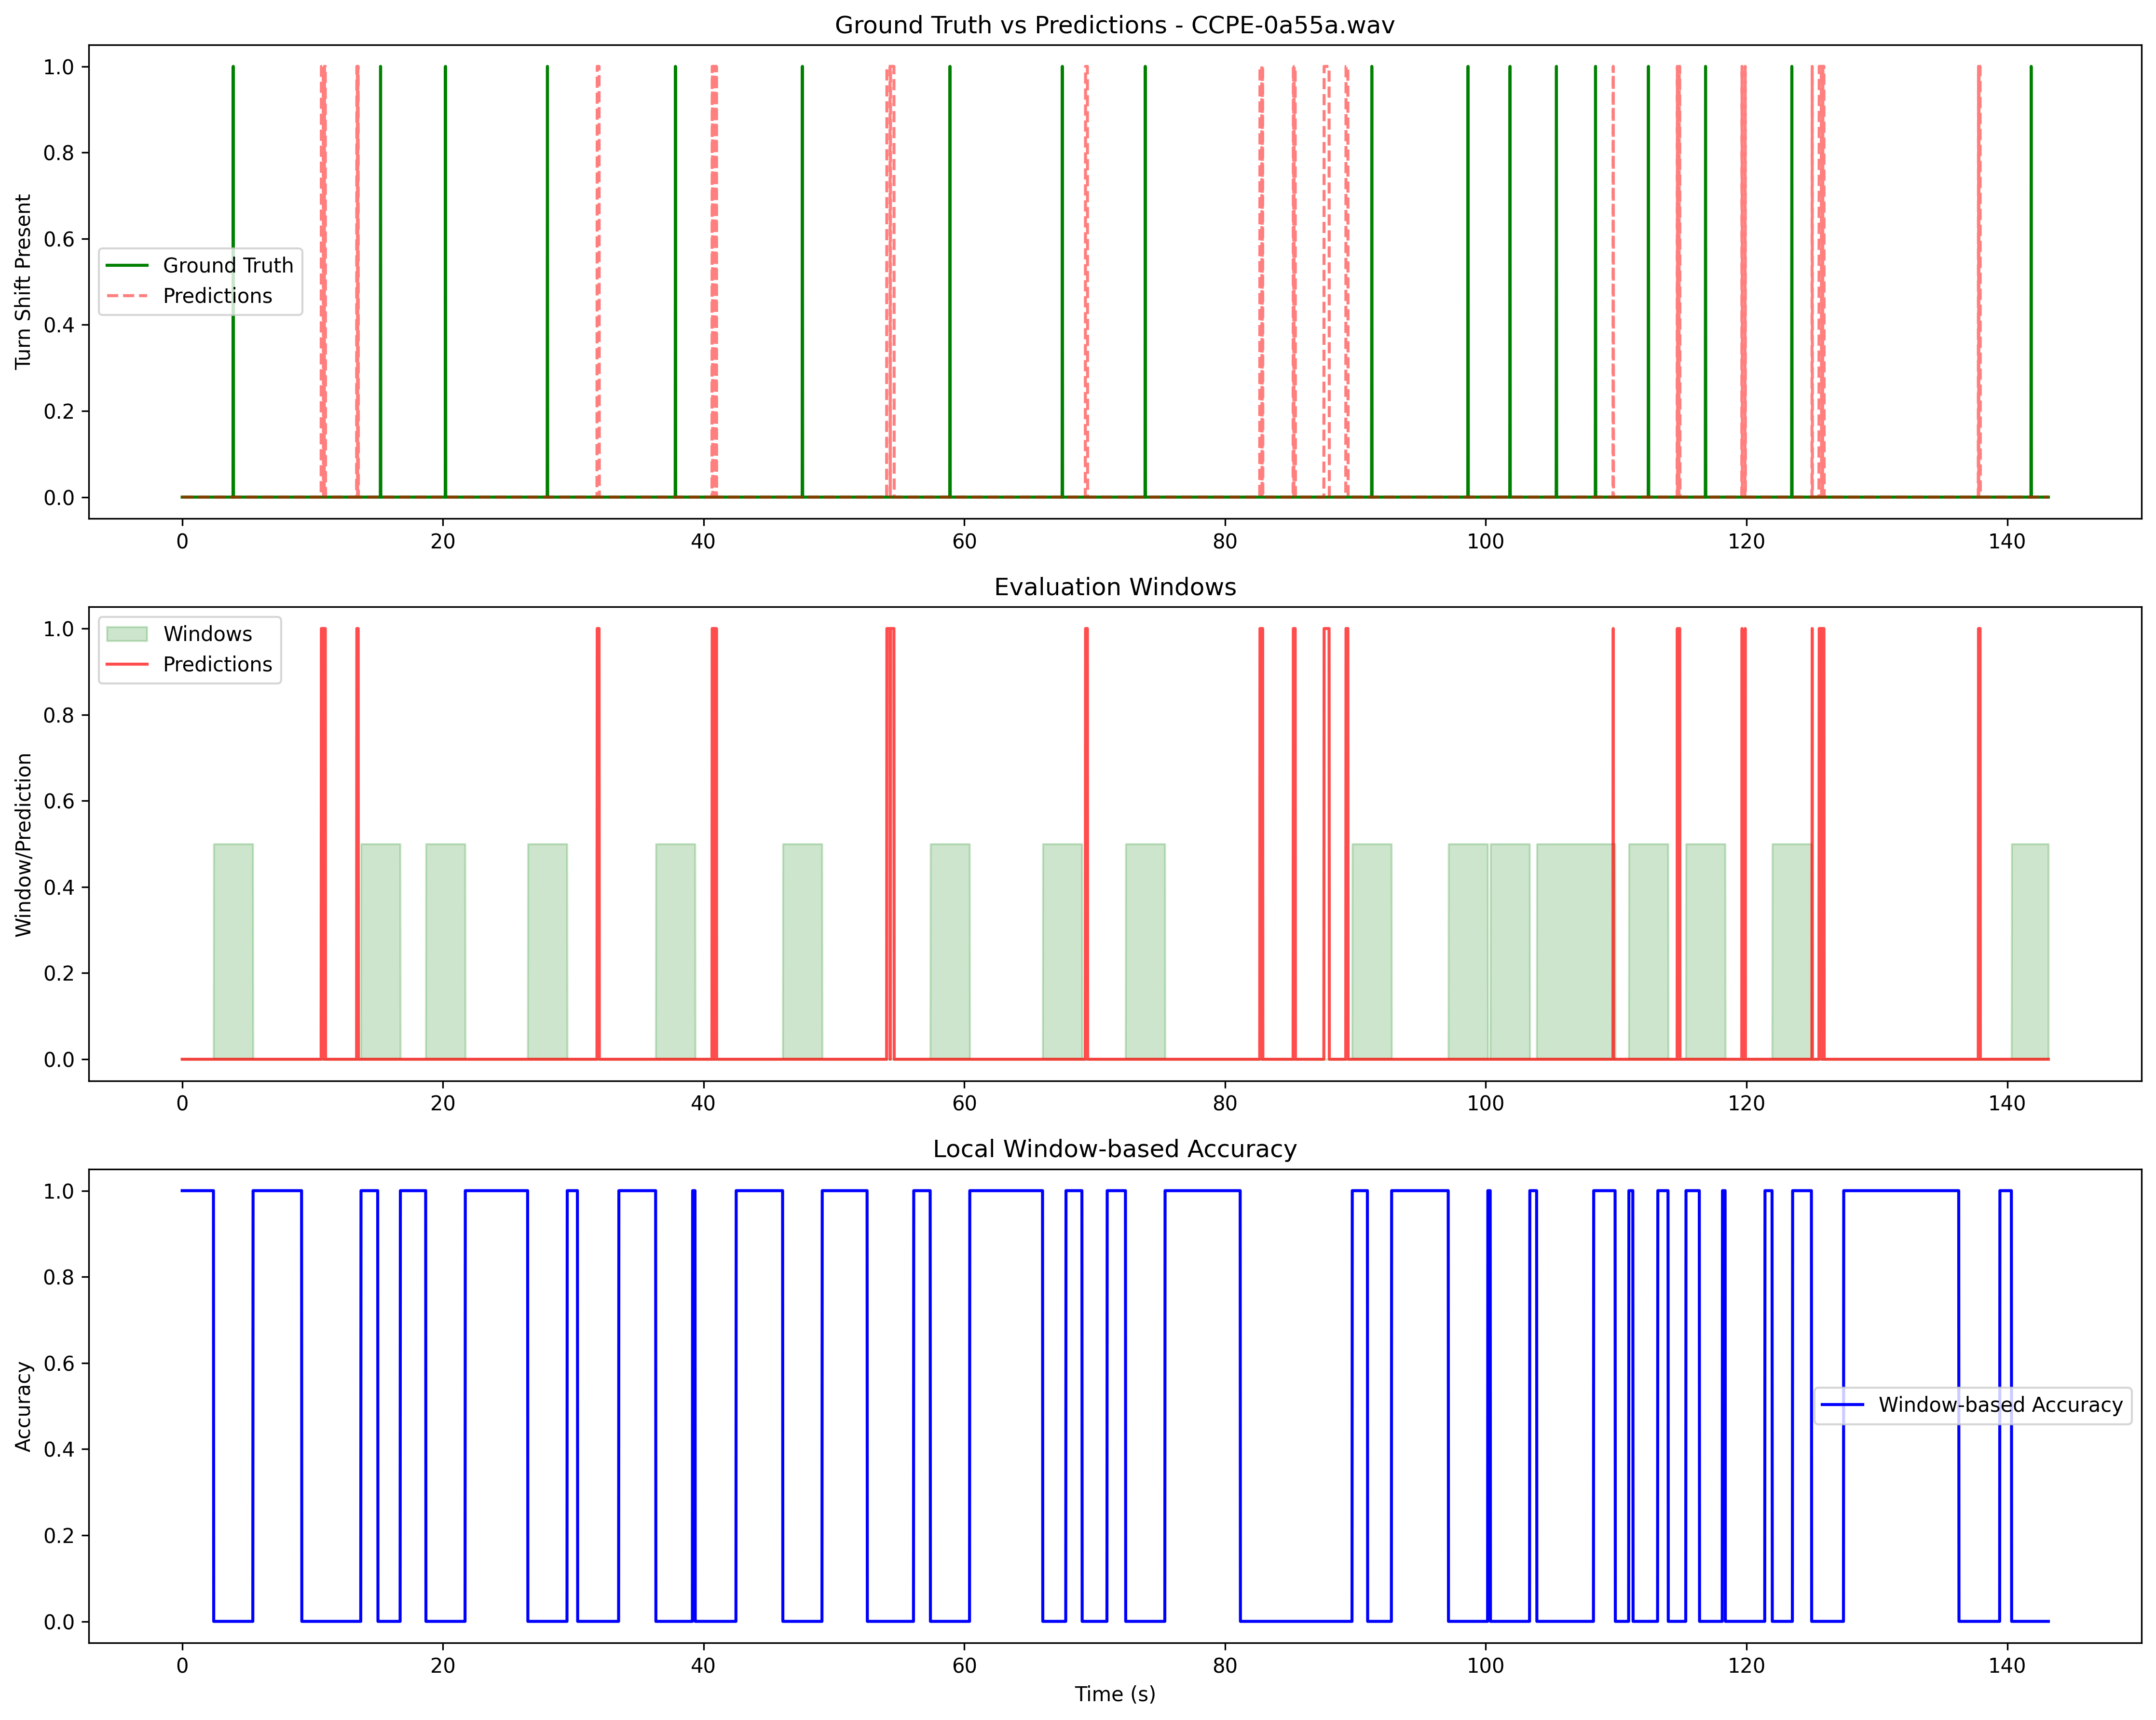 Ground Truth vs Predictions - CCPE-0a55a.wav
1.0
0.8
0.6
0.4
0.2
0.0
Turn Shift Present
Ground Truth
Predictions
0 20 40 60 80 100 120 140
Evaluation Windows
1.0
0.8
0.6
0.4
0.2
0.0
Window/Prediction
Windows
Predictions
0 20 40 60 80 100 120 140
Local Window-based Accuracy
1.0
0.8
0.6
0.4
0.2
0.0
Accuracy
Window-based Accuracy
0 20 40 60 80 100 120 140
Time (s)